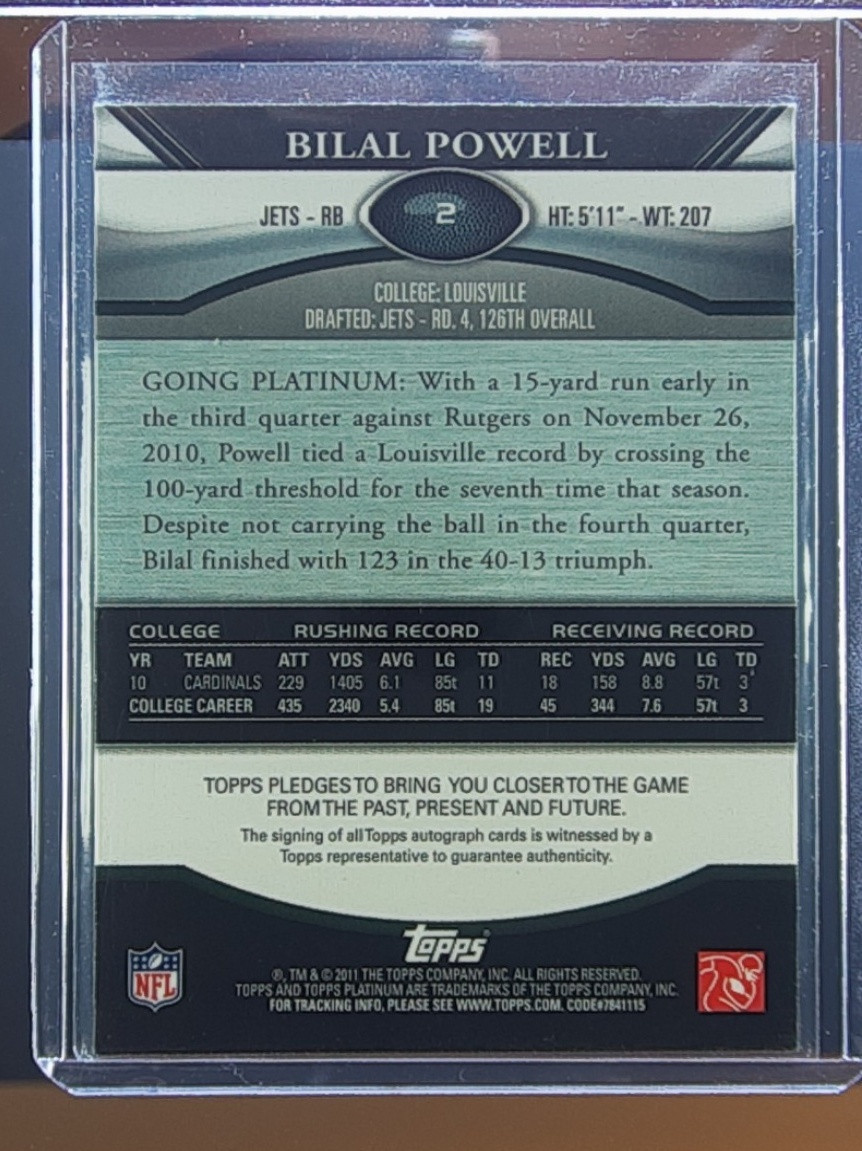 BILAL POWELL
JETS - RB 2 HT: 5'11" - WT: 207
COLLEGE: LOUISVILLE
DRAFTED: JETS - RD. 4, 126TH OVERALL
GOING PLATINUM: With a 15-yard run early in
the third quarter against Rutgers on November 26,
2010, Powell tied a Louisville record by crossing the
100-yard threshold for the seventh time that season.
Despite not carrying the ball in the fourth quarter,
Bilal finished with 123 in the 40-13 triumph.
COLLEGE RUSHING RECORD RECEIVING RECORD
YR TEAM ATT YDS AVG LG TD REC YDS AVG LG TD
10 CARDINALS 229 1405 6.1 85t 11 18 158 8.8 57t 3
COLLEGE CAREER 435 2340 5.4 85t 19 45 344 7.6 57t 3
TOPPS PLEDGES TO BRING YOU CLOSER TO THE GAME
FROM THE PAST, PRESENT AND FUTURE.
The signing of all Topps autograph cards is witnessed by a
Topps representative to guarantee authenticity.
topps
NFL
®, TM & © 2011 THE TOPPS COMPANY, INC. ALL RIGHTS RESERVED.
TOPPS AND TOPPS PLATINUM ARE TRADEMARKS OF THE TOPPS COMPANY, INC.
FOR TRACKING INFO, PLEASE SEE WWW.TOPPS.COM. CODE#7841115